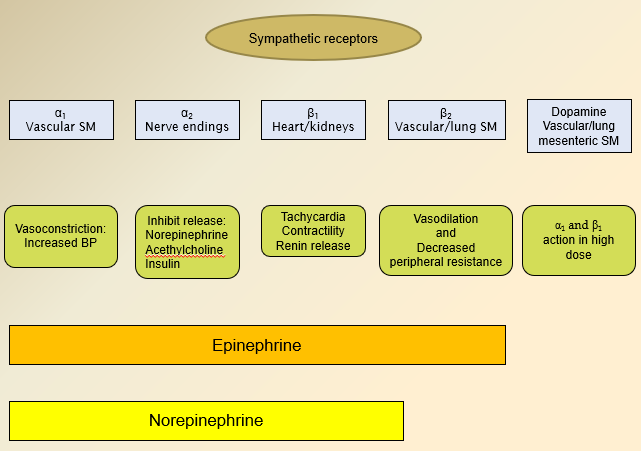 Sympathetic receptors
α₁
Vascular SM
α₂
Nerve endings
β₁
Heart/kidneys
β₂
Vascular/lung SM
Dopamine
Vascular/lung
mesenteric SM
Vasoconstriction:
Increased BP
Inhibit release:
Norepinephrine
Acethylcholine
Insulin
Tachycardia
Contractility
Renin release
Vasodilation
and
Decreased
peripheral resistance
α₁ and β₁
action in high
dose
Epinephrine
Norepinephrine